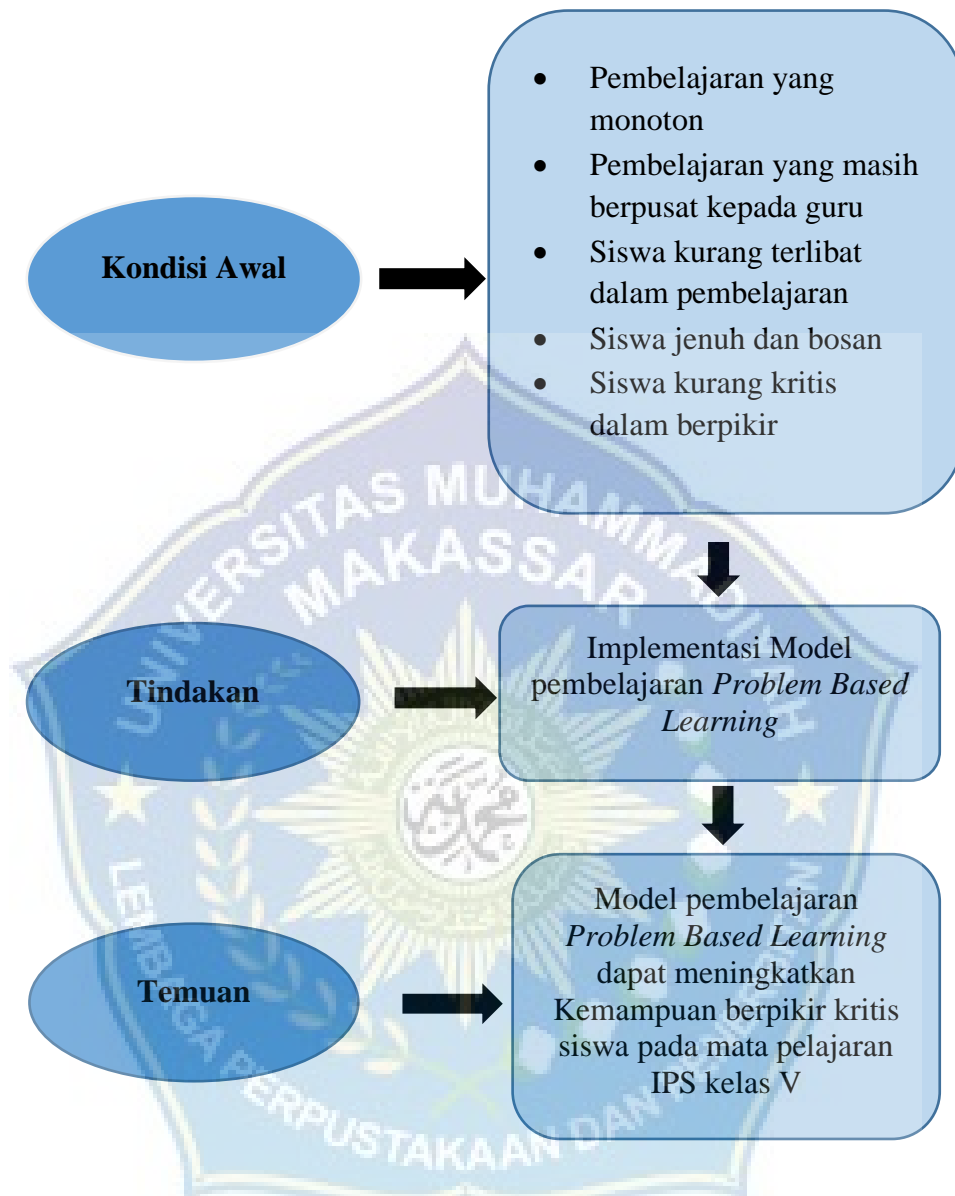 Kondisi Awal
• Pembelajaran yang
monoton
• Pembelajaran yang masih
berpusat kepada guru
• Siswa kurang terlibat
dalam pembelajaran
• Siswa jenuh dan bosan
• Siswa kurang kritis
dalam berpikir
UNIVERSITAS MUHAMMADIYAH
MAKASSAR
Tindakan
Implementasi Model
pembelajaran Problem Based
Learning
Temuan
Model pembelajaran
Problem Based Learning
dapat meningkatkan
Kemampuan berpikir kritis
siswa pada mata pelajaran
IPS kelas V
LEMBAGA PERPUSTAKAAN DAN PENERBITAN